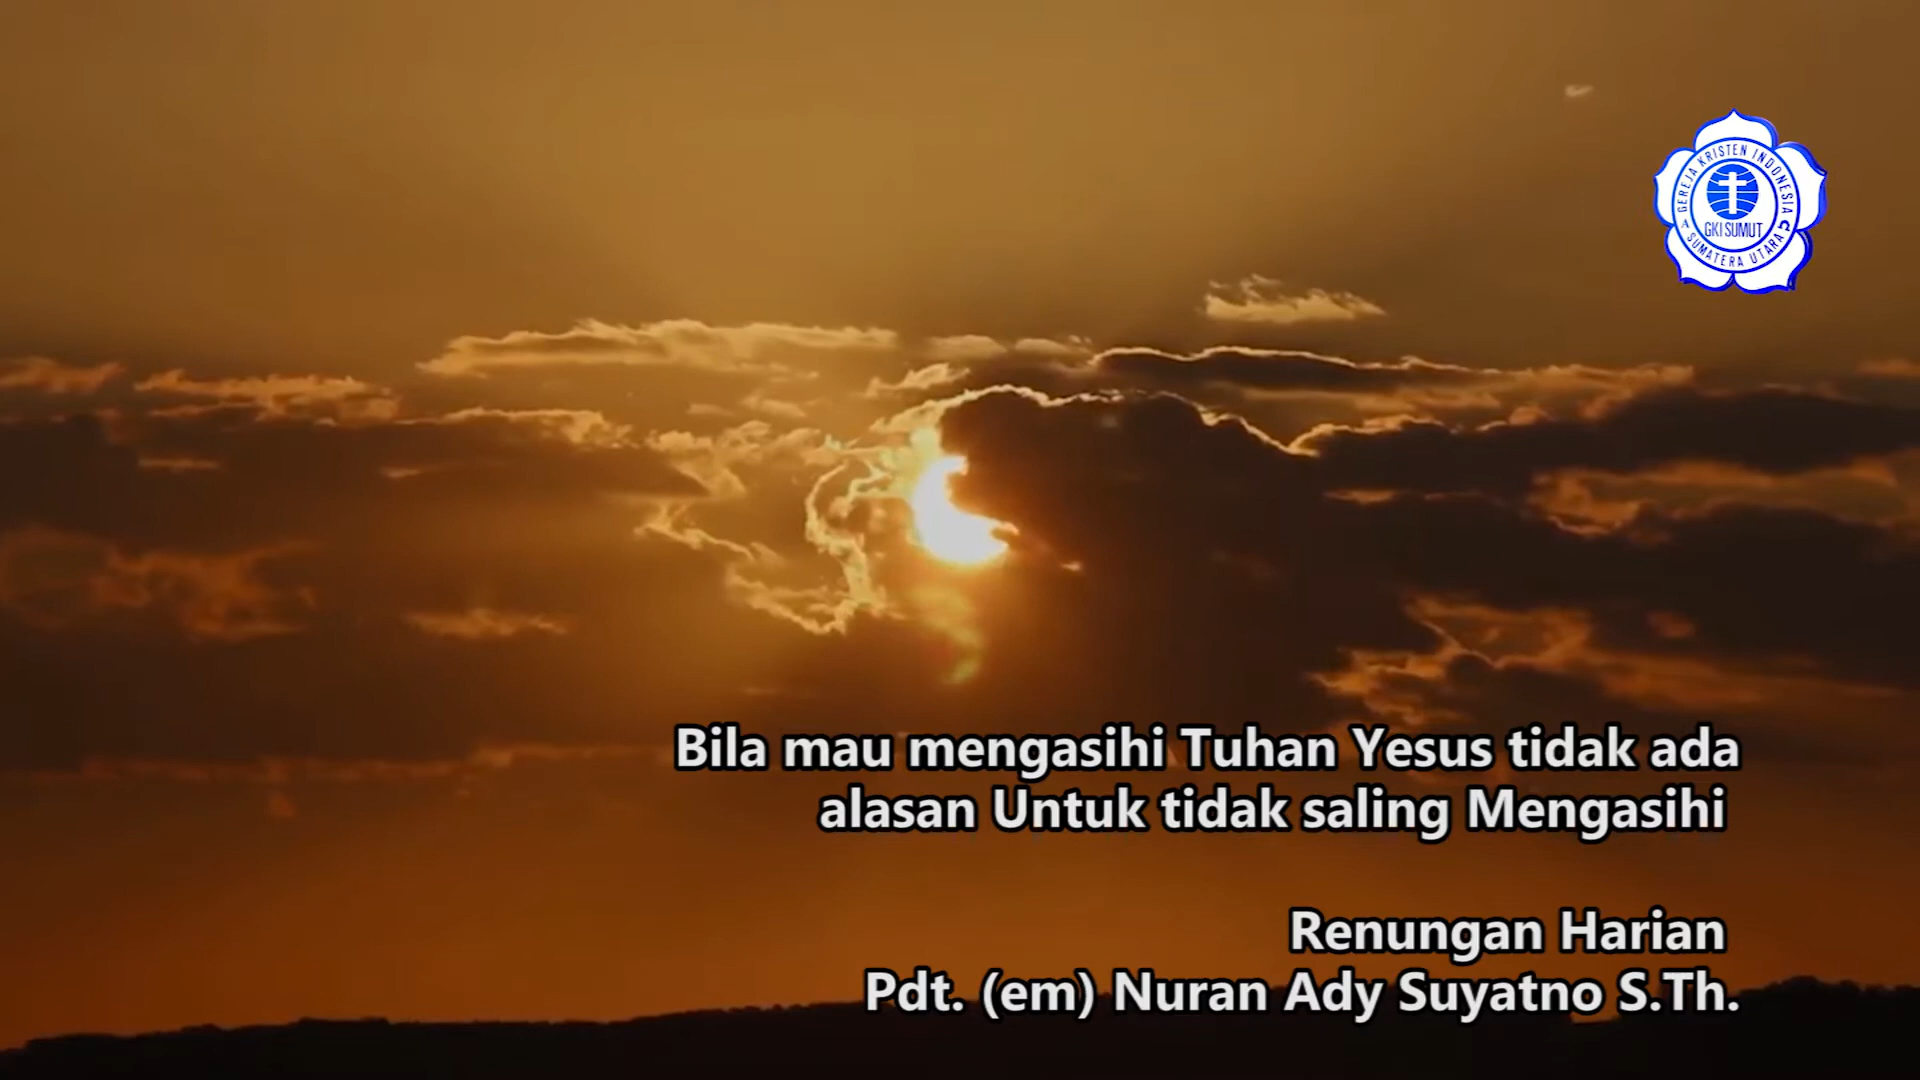 GEREJA KRISTEN INDONESIA
GKI SUMUT
SUMATERA UTARA
Bila mau mengasihi Tuhan Yesus tidak ada
alasan Untuk tidak saling Mengasihi
Renungan Harian
Pdt. (em) Nuran Ady Suyatno S.Th.